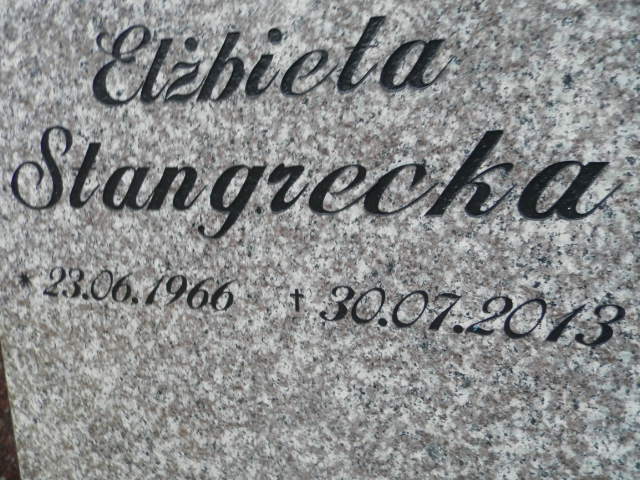 Elżbieta
Stangrecka
* 23.06.1966 † 30.07.2013